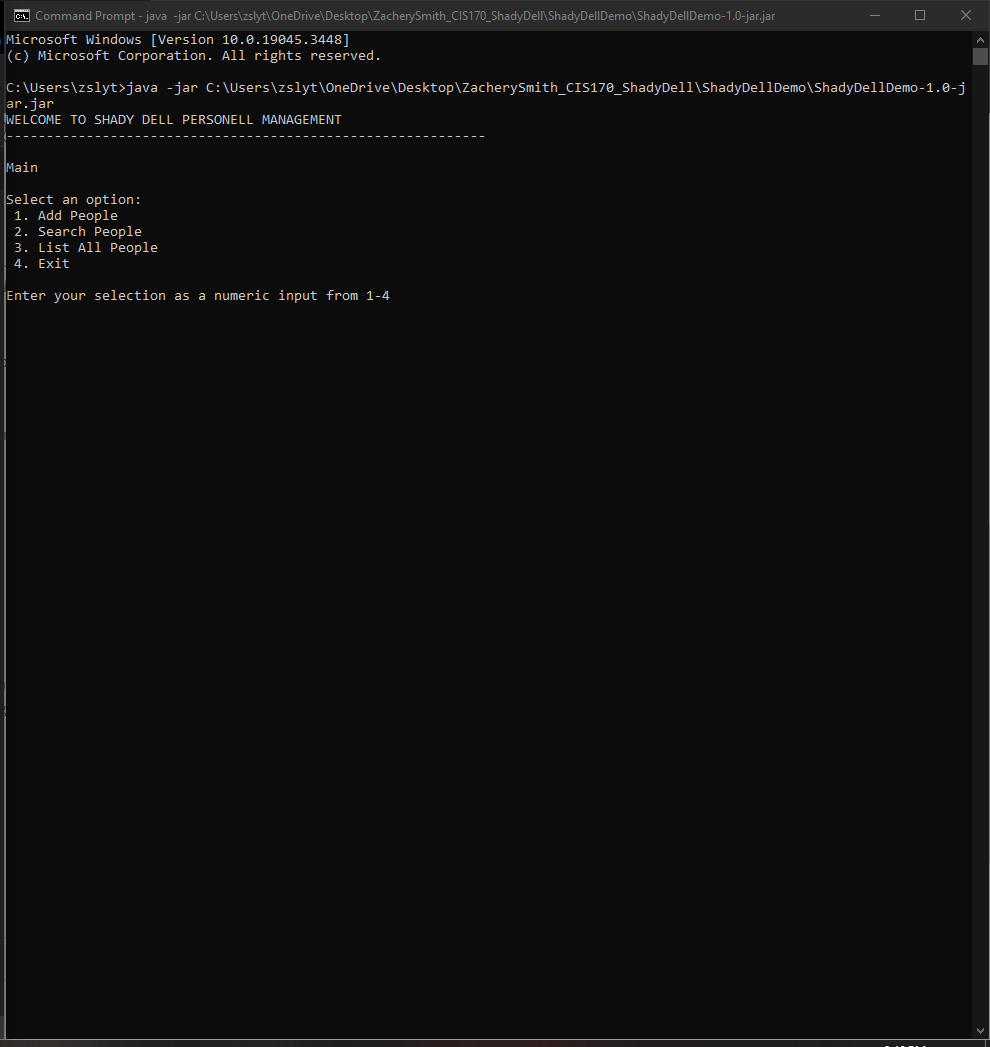 Command Prompt - java -jar C:\Users\zslyt\OneDrive\Desktop\ZacherySmith_CIS170_ShadyDell\ShadyDellDemo\ShadyDellDemo-1.0-jar.jar
Microsoft Windows [Version 10.0.19045.3448]
(c) Microsoft Corporation. All rights reserved.
C:\Users\zslyt>java -jar C:\Users\zslyt\OneDrive\Desktop\ZacherySmith_CIS170_ShadyDell\ShadyDellDemo\ShadyDellDemo-1.0-j
ar.jar
WELCOME TO SHADY DELL PERSONELL MANAGEMENT
------------------------------------------------------------
Main
Select an option:
1. Add People
2. Search People
3. List All People
4. Exit
Enter your selection as a numeric input from 1-4